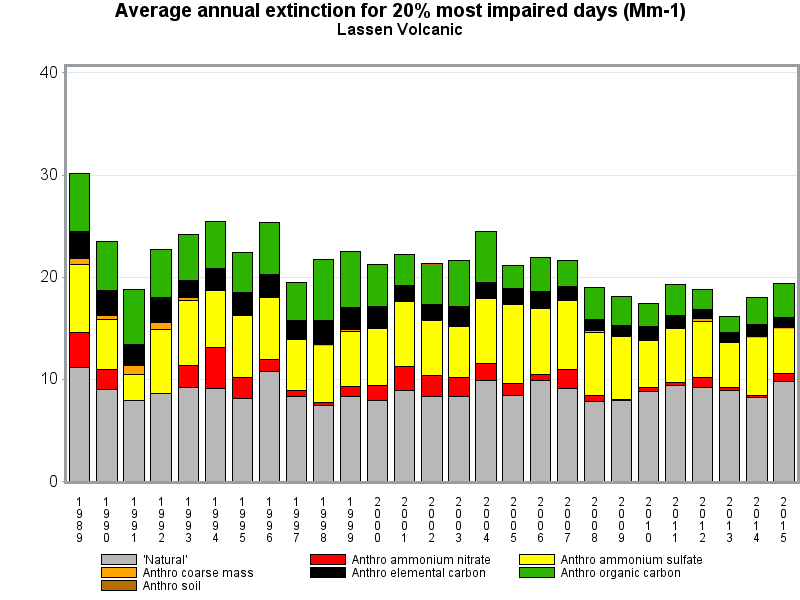 Average annual extinction for 20% most impaired days (Mm-1)
Lassen Volcanic
40
30
20
10
0
1989 1990 1991 1992 1993 1994 1995 1996 1997 1998 1999 2000 2001 2002 2003 2004 2005 2006 2007 2008 2009 2010 2011 2012 2013 2014 2015
'Natural' Anthro ammonium nitrate Anthro ammonium sulfate
Anthro coarse mass Anthro elemental carbon Anthro organic carbon
Anthro soil